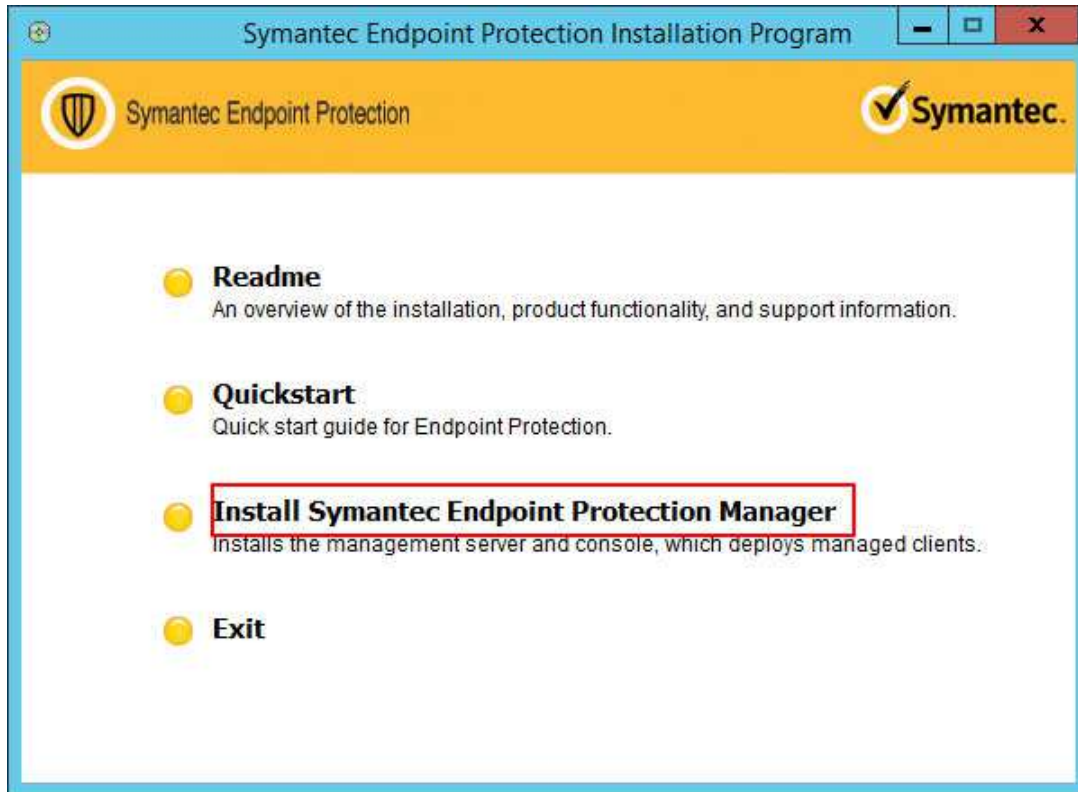 Symantec Endpoint Protection Installation Program
Symantec Endpoint Protection
Symantec.
Readme
An overview of the installation, product functionality, and support information.
Quickstart
Quick start guide for Endpoint Protection.
Install Symantec Endpoint Protection Manager
Installs the management server and console, which deploys managed clients.
Exit